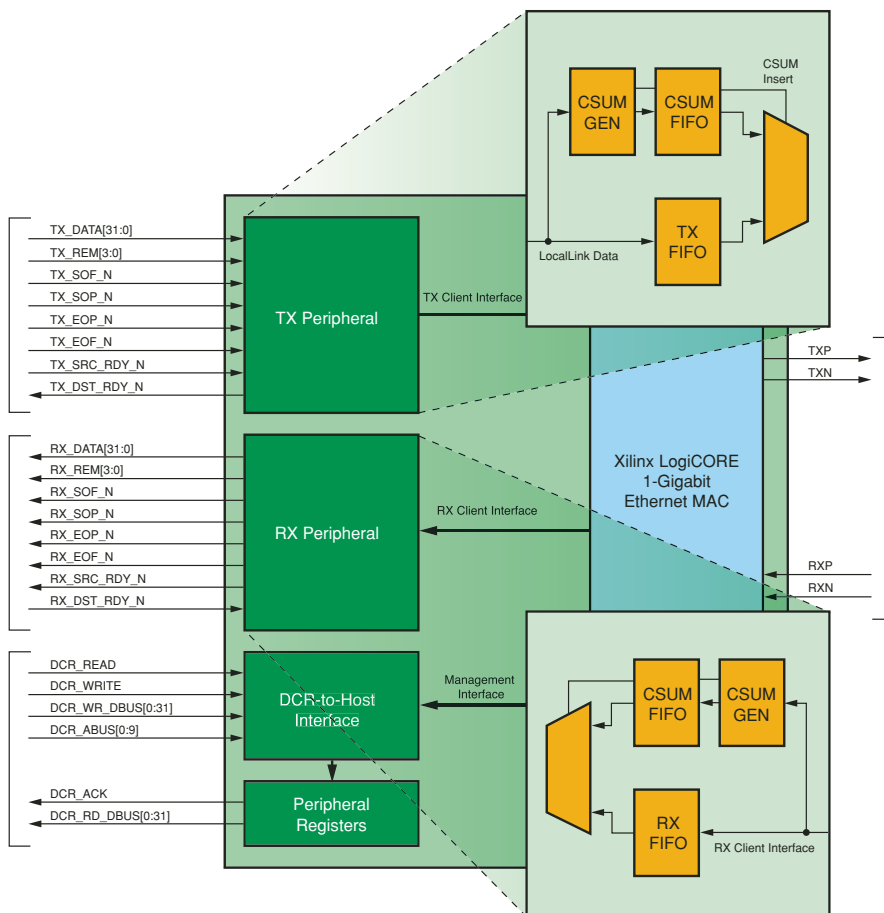 CSUM
Insert
CSUM
GEN
CSUM
FIFO
TX
FIFO
LocalLink Data
TX_DATA[31:0]
TX_REM[3:0]
TX_SOF_N
TX_SOP_N
TX_EOP_N
TX_EOF_N
TX_SRC_RDY_N
TX_DST_RDY_N
TX Peripheral
TX Client Interface
TXP
TXN
RX_DATA[31:0]
RX_REM[3:0]
RX_SOF_N
RX_SOP_N
RX_EOP_N
RX_EOF_N
RX_SRC_RDY_N
RX_DST_RDY_N
RX Peripheral
RX Client Interface
Xilinx LogiCORE
1-Gigabit
Ethernet MAC
RXP
RXN
DCR_READ
DCR_WRITE
DCR_WR_DBUS[0:31]
DCR_ABUS[0:9]
DCR-to-Host
Interface
Management
Interface
DCR_ACK
DCR_RD_DBUS[0:31]
Peripheral
Registers
CSUM
FIFO
CSUM
GEN
RX
FIFO
RX Client Interface